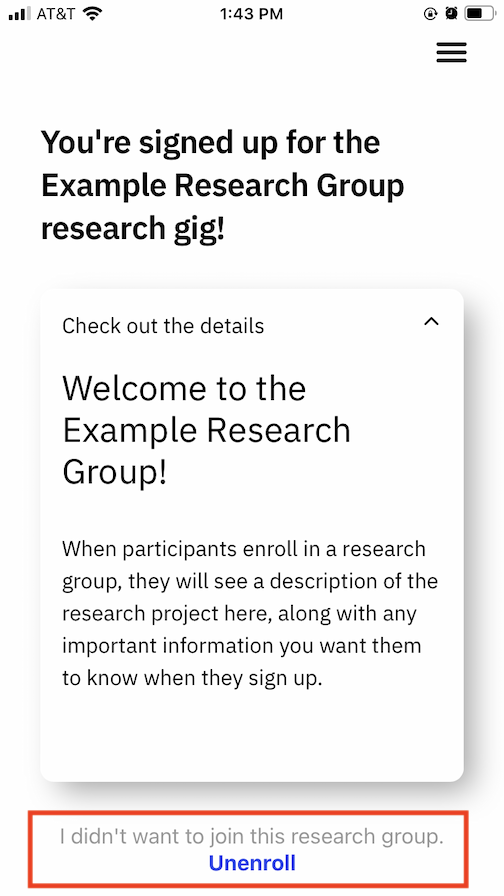 AT&T 1:43 PM
You're signed up for the
Example Research Group
research gig!
Check out the details
Welcome to the
Example Research
Group!
When participants enroll in a research
group, they will see a description of the
research project here, along with any
important information you want them
to know when they sign up.
I didn't want to join this research group.
Unenroll